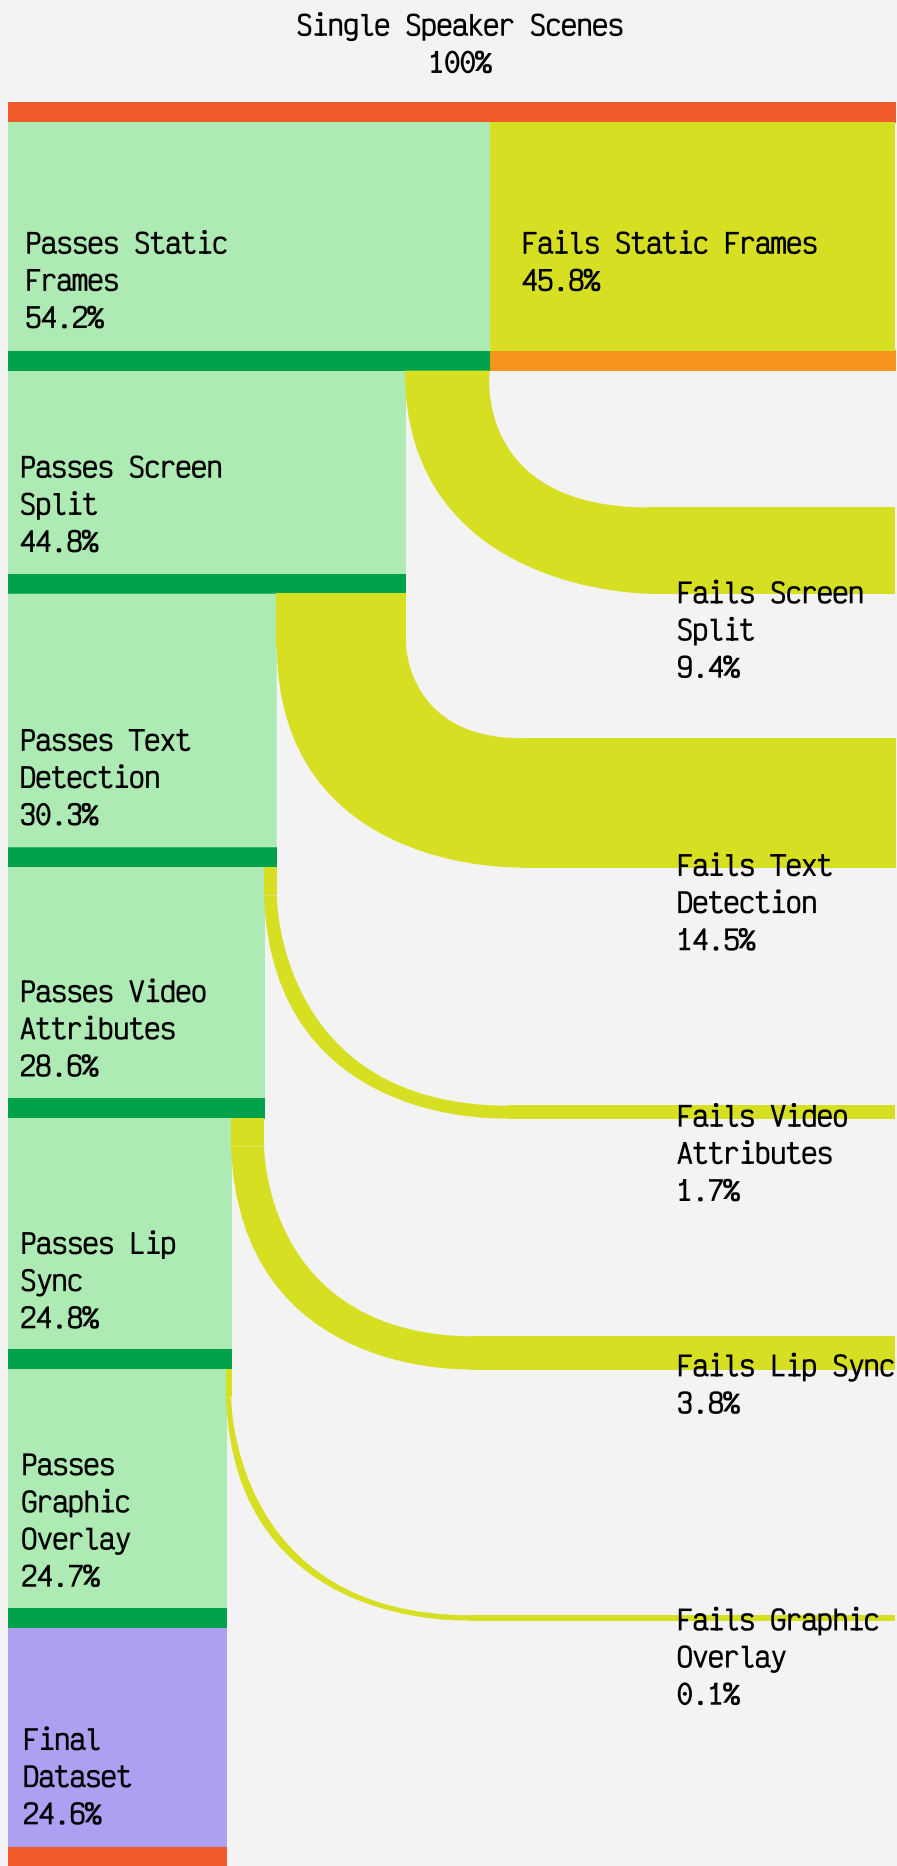 Single Speaker Scenes
100%
Passes Static
Frames
54.2%
Fails Static Frames
45.8%
Passes Screen
Split
44.8%
Fails Screen
Split
9.4%
Passes Text
Detection
30.3%
Fails Text
Detection
14.5%
Passes Video
Attributes
28.6%
Fails Video
Attributes
1.7%
Passes Lip
Sync
24.8%
Fails Lip Sync
3.8%
Passes
Graphic
Overlay
24.7%
Fails Graphic
Overlay
0.1%
Final
Dataset
24.6%